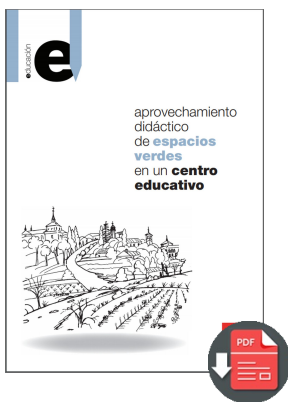 educación
e
aprovechamiento
didáctico
de espacios
verdes
en un centro
educativo
PDF